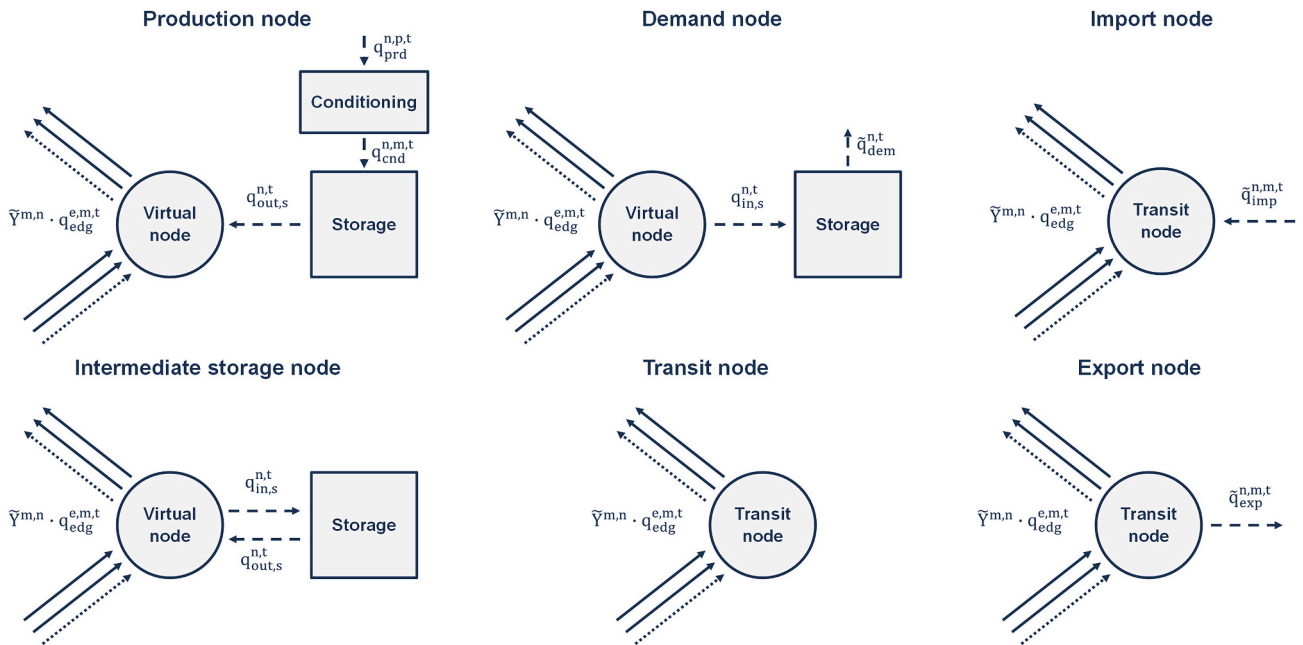 Production node
q^{n,p,t}_{prd}
Conditioning
q^{n,m,t}_{cnd}
Ỹ^{m,n} · q^{e,m,t}_{edg}
Virtual
node
q^{n,t}_{out,s}
Storage
Demand node
q̃^{n,t}_{dem}
Ỹ^{m,n} · q^{e,m,t}_{edg}
Virtual
node
q^{n,t}_{in,s}
Storage
Import node
Ỹ^{m,n} · q^{e,m,t}_{edg}
Transit
node
q̃^{n,m,t}_{imp}
Intermediate storage node
Ỹ^{m,n} · q^{e,m,t}_{edg}
Virtual
node
q^{n,t}_{in,s}
q^{n,t}_{out,s}
Storage
Transit node
Ỹ^{m,n} · q^{e,m,t}_{edg}
Transit
node
Export node
Ỹ^{m,n} · q^{e,m,t}_{edg}
Transit
node
q̃^{n,m,t}_{exp}